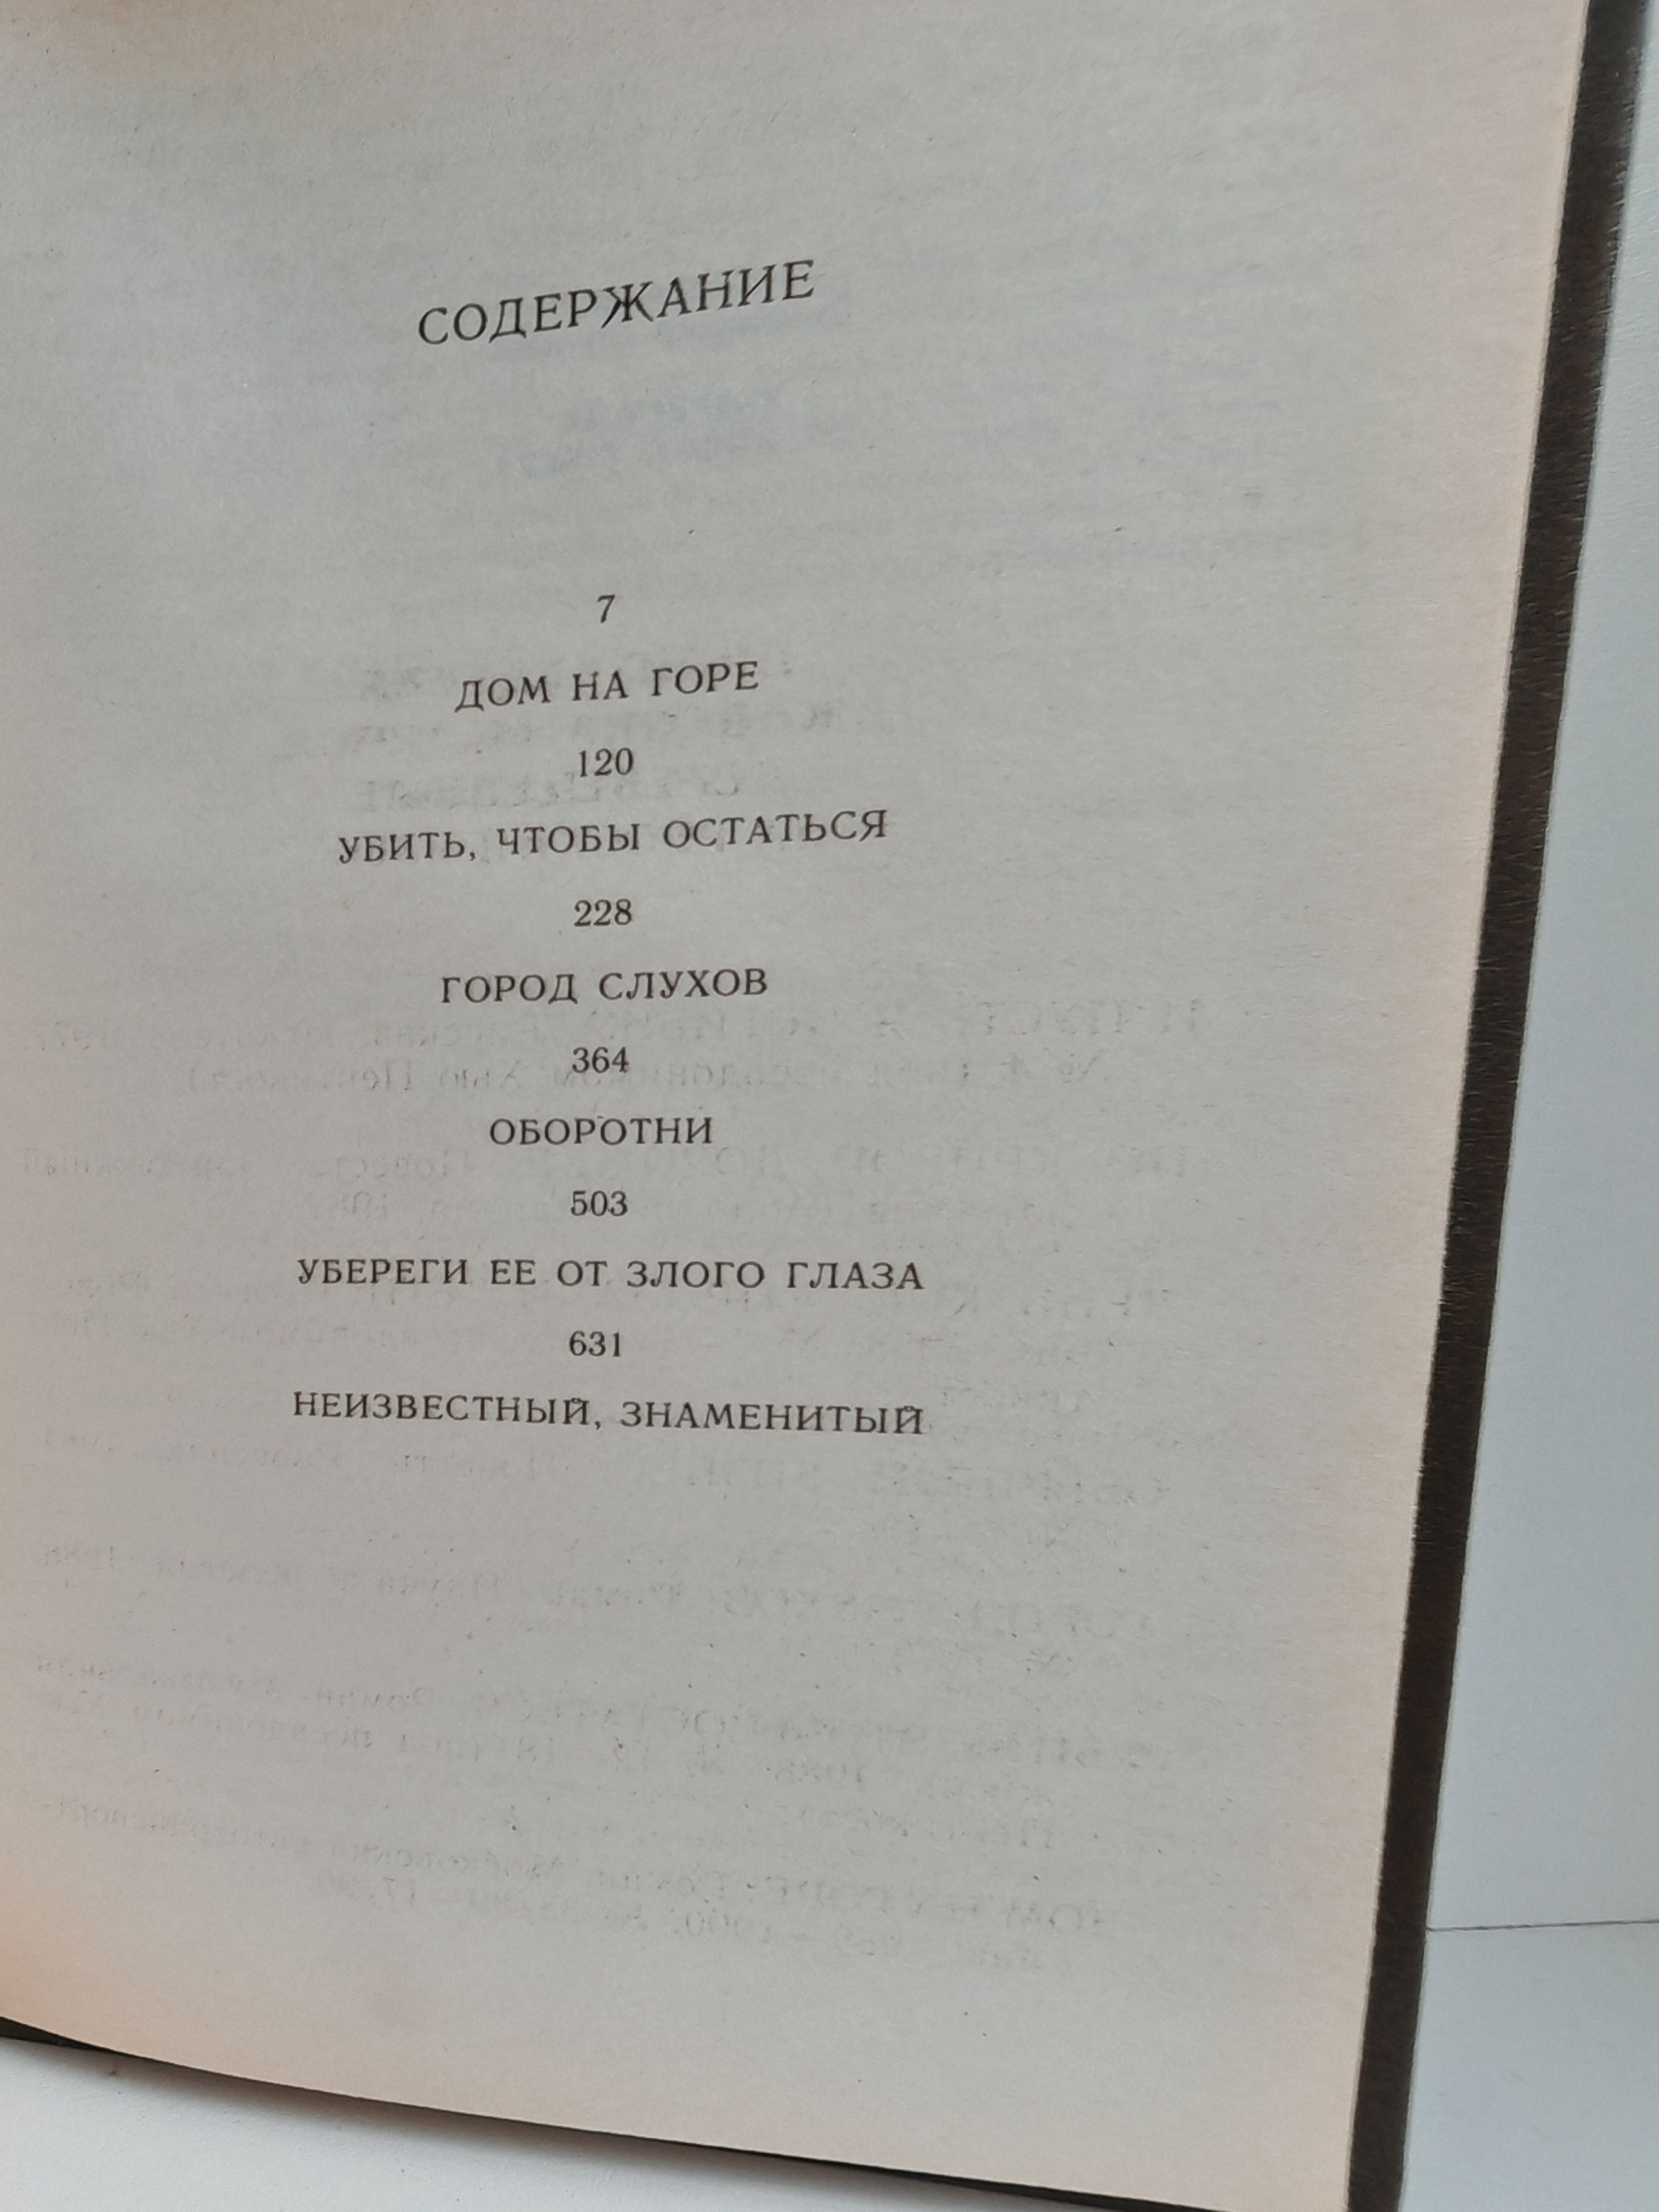 СОДЕРЖАНИЕ
7
ДОМ НА ГОРЕ
120
УБИТЬ, ЧТОБЫ ОСТАТЬСЯ
228
ГОРОД СЛУХОВ
364
ОБОРОТНИ
503
УБЕРЕГИ ЕЕ ОТ ЗЛОГО ГЛАЗА
631
НЕИЗВЕСТНЫЙ, ЗНАМЕНИТЫЙ